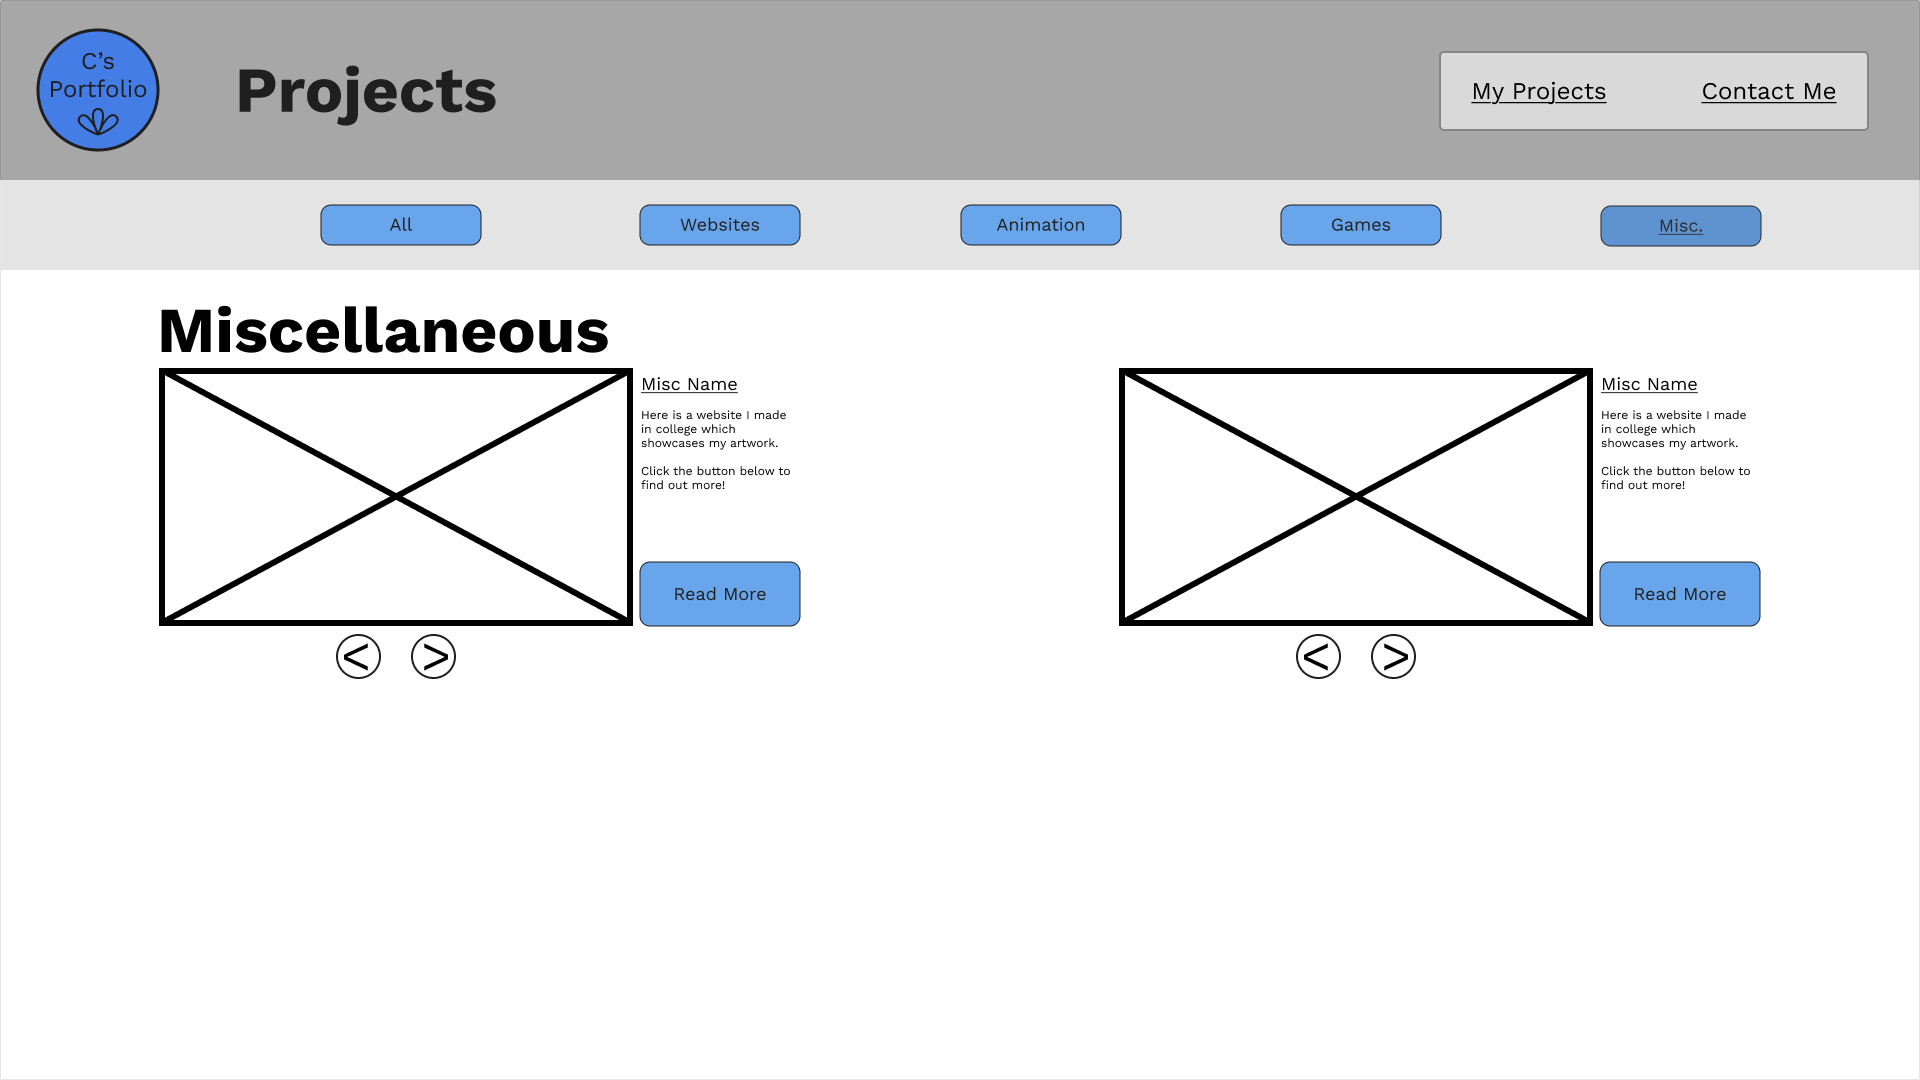 C's
Portfolio
Projects
My Projects
Contact Me
All
Websites
Animation
Games
Misc.
Miscellaneous
Misc Name
Here is a website I made
in college which
showcases my artwork.
Click the button below to
find out more!
Read More
< >
Misc Name
Here is a website I made
in college which
showcases my artwork.
Click the button below to
find out more!
Read More
< >